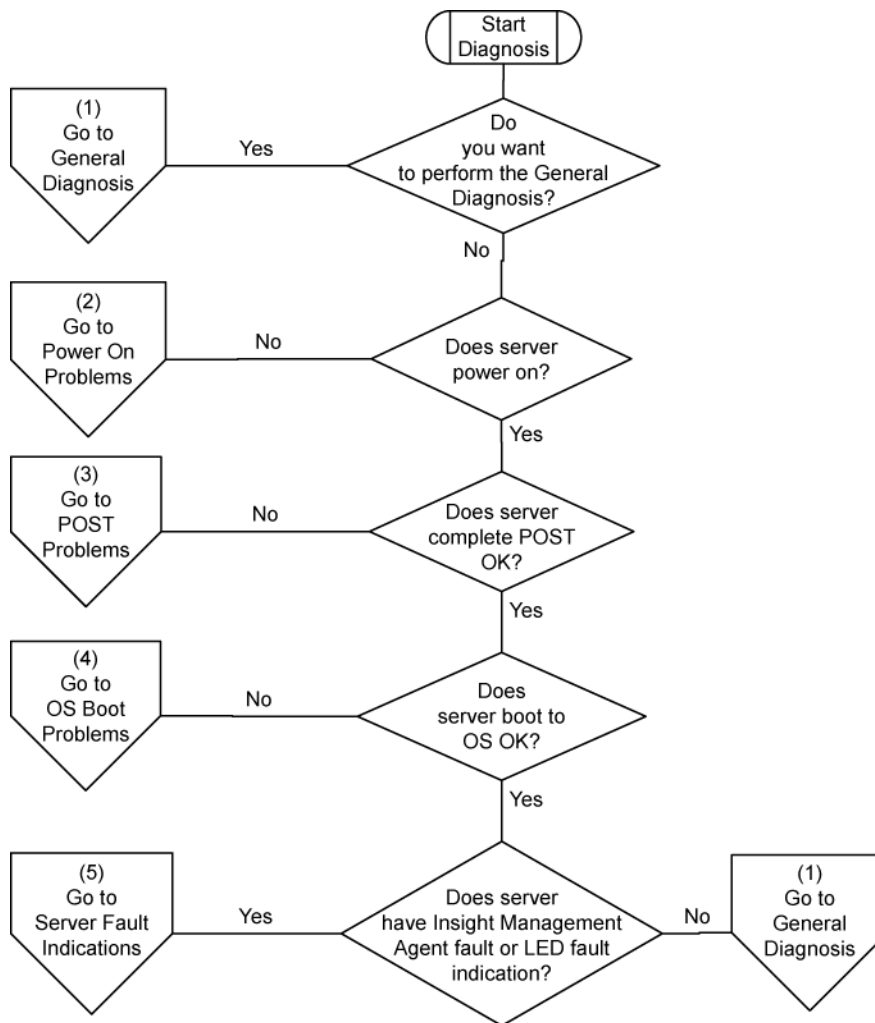 Start
Diagnosis
(1)
Go to
General
Diagnosis
Yes
Do
you want
to perform the General
Diagnosis?
No
(2)
Go to
Power On
Problems
No
Does server
power on?
Yes
(3)
Go to
POST
Problems
No
Does server
complete POST
OK?
Yes
(4)
Go to
OS Boot
Problems
No
Does
server boot to
OS OK?
Yes
(5)
Go to
Server Fault
Indications
Yes
Does server
have Insight Management
Agent fault or LED fault
indication?
No
(1)
Go to
General
Diagnosis